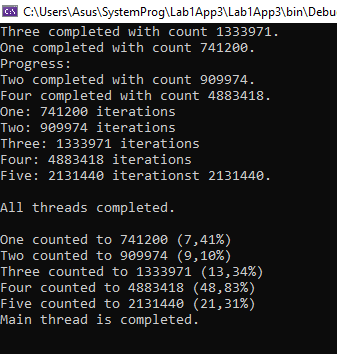 C:\Users\Asus\SystemProg\Lab1App3\Lab1App3\bin\Debu
Three completed with count 1333971.
One completed with count 741200.
Progress:
Two completed with count 909974.
Four completed with count 4883418.
One: 741200 iterations
Two: 909974 iterations
Three: 1333971 iterations
Four: 4883418 iterations
Five: 2131440 iterationst 2131440.
All threads completed.
One counted to 741200 (7,41%)
Two counted to 909974 (9,10%)
Three counted to 1333971 (13,34%)
Four counted to 4883418 (48,83%)
Five counted to 2131440 (21,31%)
Main thread is completed.